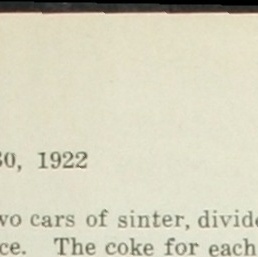 30, 1922
wo cars of sinter, divide
ce. The coke for each